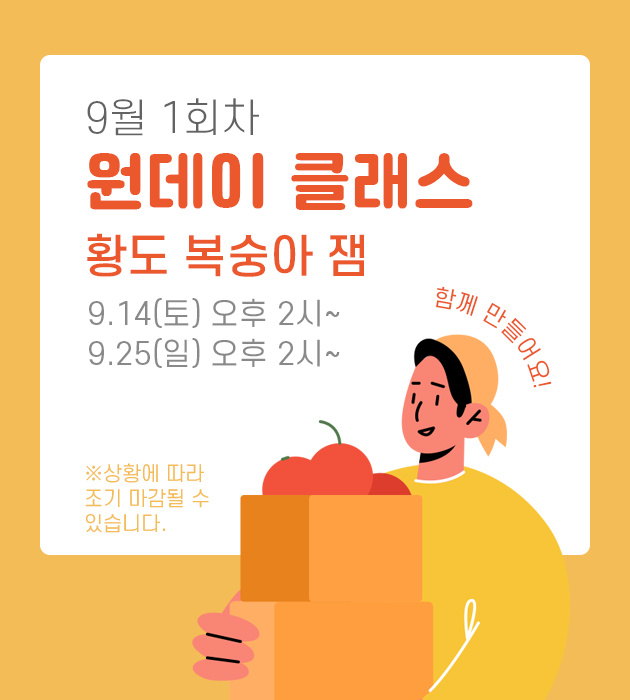 9월 1회차
원데이 클래스
황도 복숭아 잼
9.14(토) 오후 2시~
9.25(일) 오후 2시~
함께 만들어요!
※상황에 따라
조기 마감될 수
있습니다.